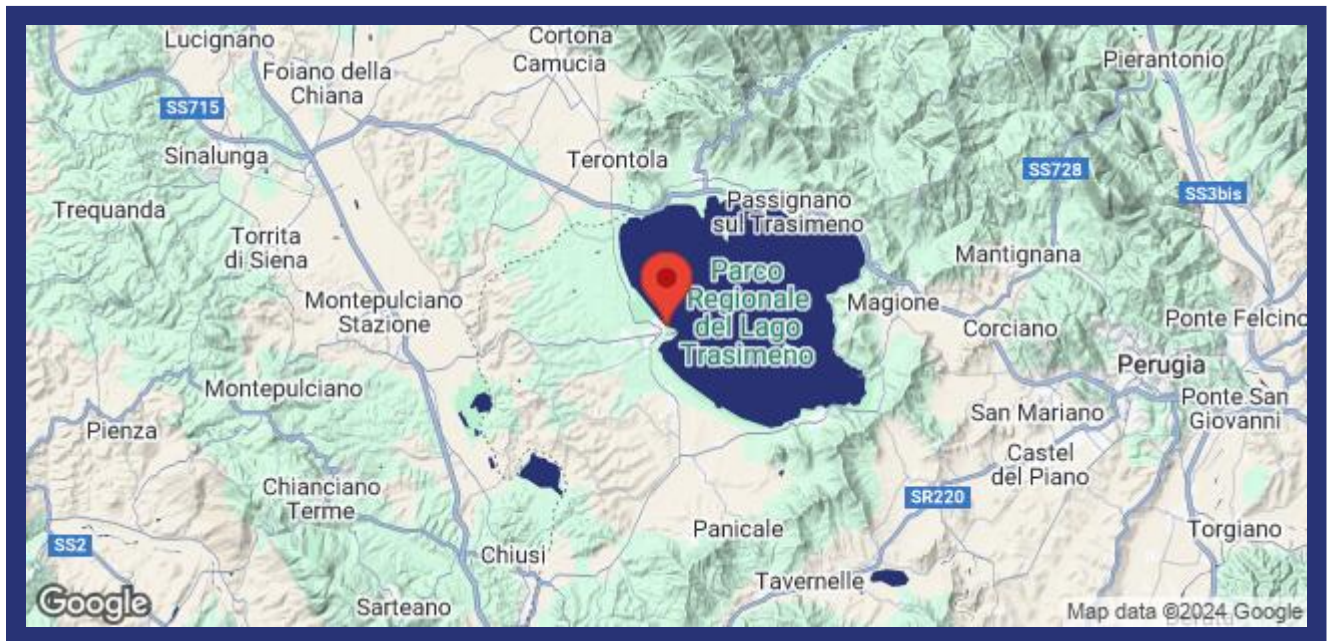 Lucignano
Cortona
Camucia
Pierantonio
Foiano della
Chiana
SS715
Sinalunga
Terontola
SS728
SS3bis
Trequanda
Passignano
sul Trasimeno
Torrita
di Siena
Mantignana
Parco
Regionale
del Lago
Trasimeno
Montepulciano
Stazione
Magione
Corciano
Ponte Felcino
Perugia
Montepulciano
Ponte San
Giovanni
San Mariano
Pienza
Castel
del Piano
Chianciano
Terme
SR220
Panicale
Torgiano
SS2
Chiusi
Tavernelle
Google
Sarteano
Map data ©2024 Google